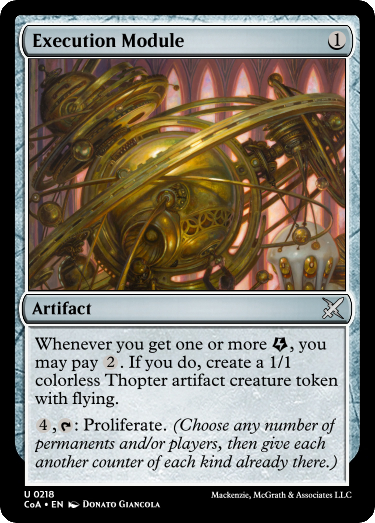 Execution Module 1
Artifact
Whenever you get one or more , you
may pay 2. If you do, create a 1/1
colorless Thopter artifact creature token
with flying.
4, : Proliferate. (Choose any number of
permanents and/or players, then give each
another counter of each kind already there.)
U 0218
CoA • EN Donato Giancola
Mackenzie, McGrath & Associates LLC